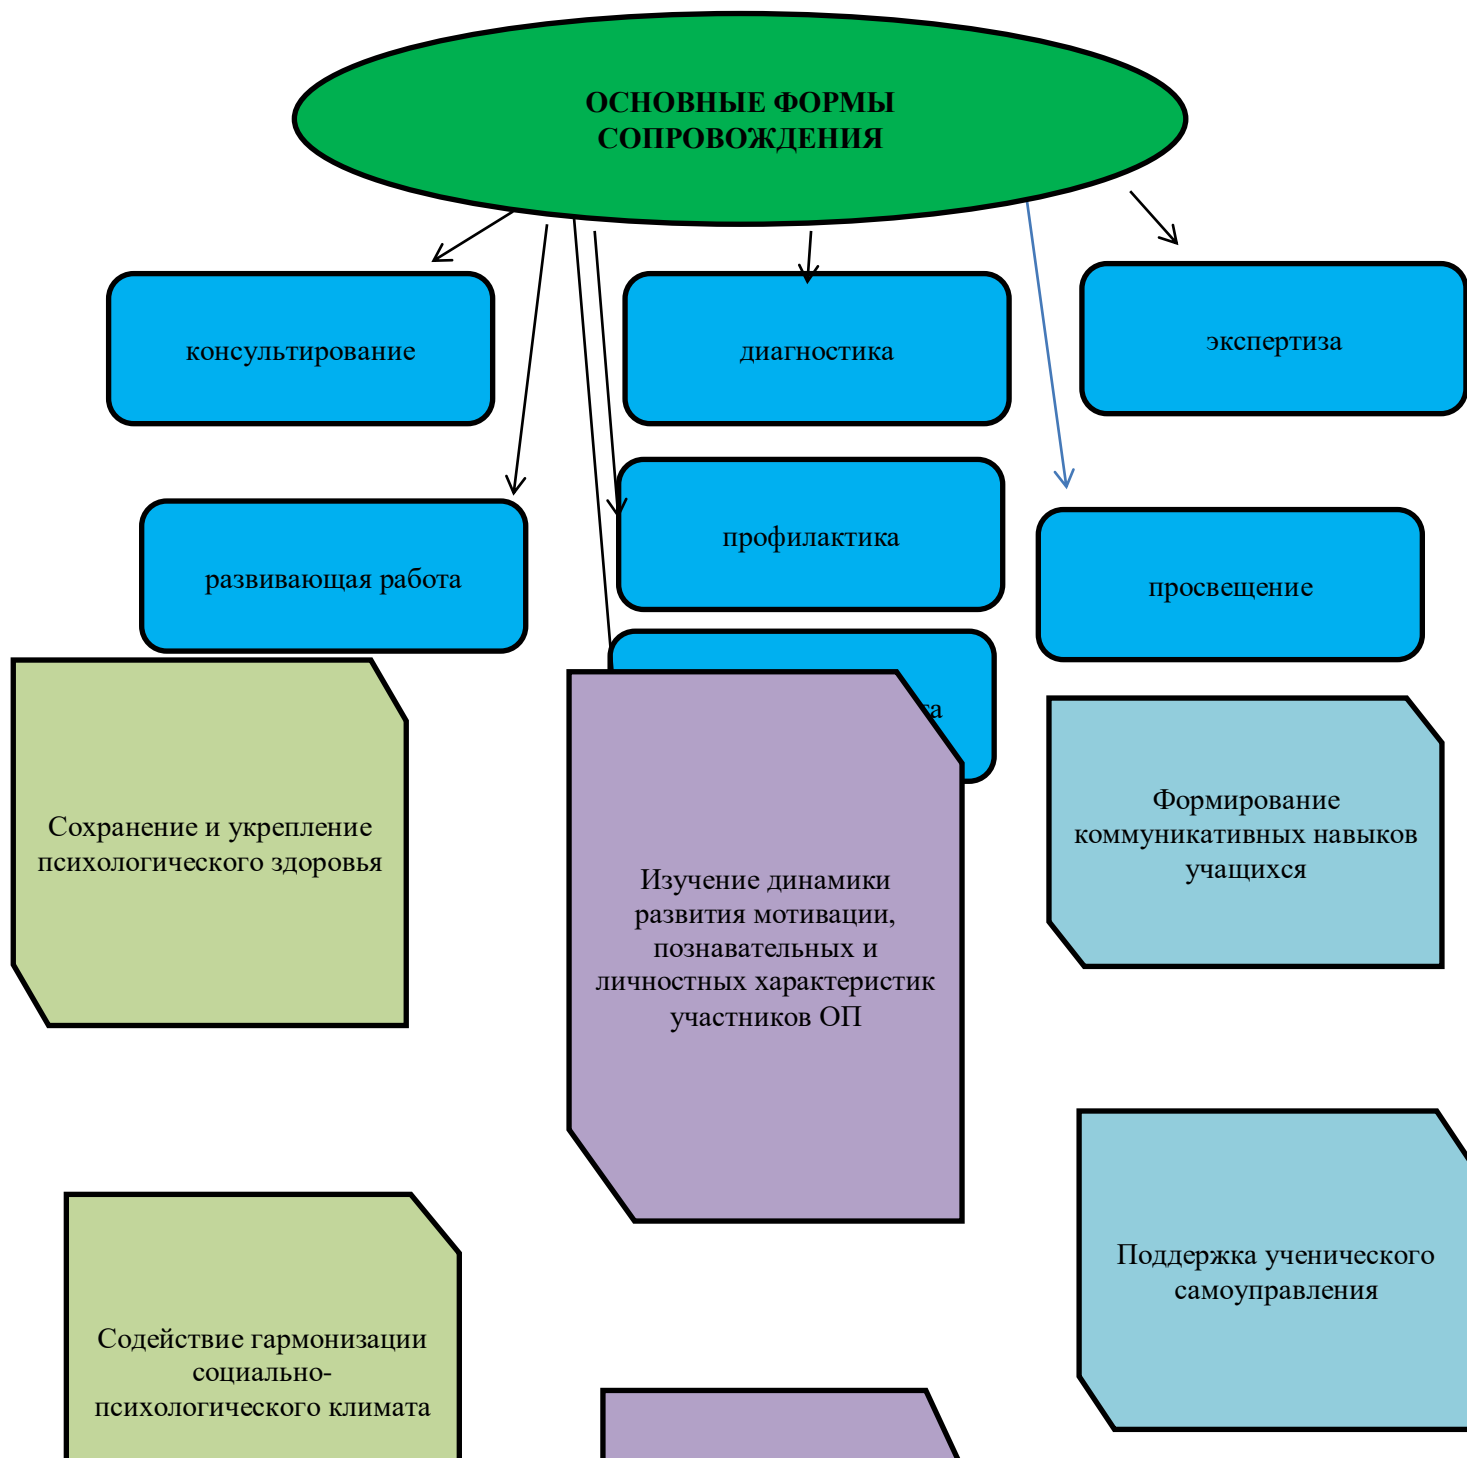 ОСНОВНЫЕ ФОРМЫ
СОПРОВОЖДЕНИЯ
консультирование
диагностика
экспертиза
развивающая работа
профилактика
просвещение
Сохранение и укрепление
психологического здоровья
Изучение динамики
развития мотивации,
познавательных и
личностных характеристик
участников ОП
Формирование
коммуникативных навыков
учащихся
Поддержка ученического
самоуправления
Содействие гармонизации
социально-
психологического климата